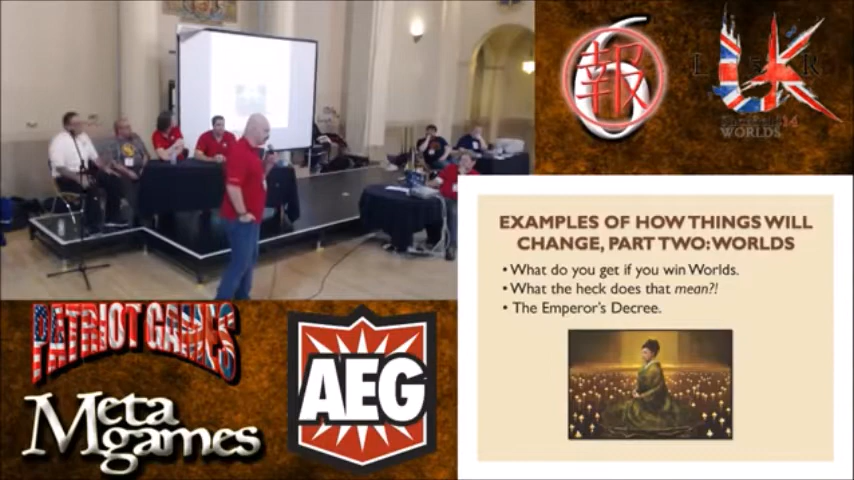 報
6
L5R
UK
WORLDS
EXAMPLES OF HOW THINGS WILL
CHANGE, PART TWO: WORLDS
• What do you get if you win Worlds.
• What the heck does that mean?!
• The Emperor's Decree.
PATRIOT GAMES
Meta
games
AEG